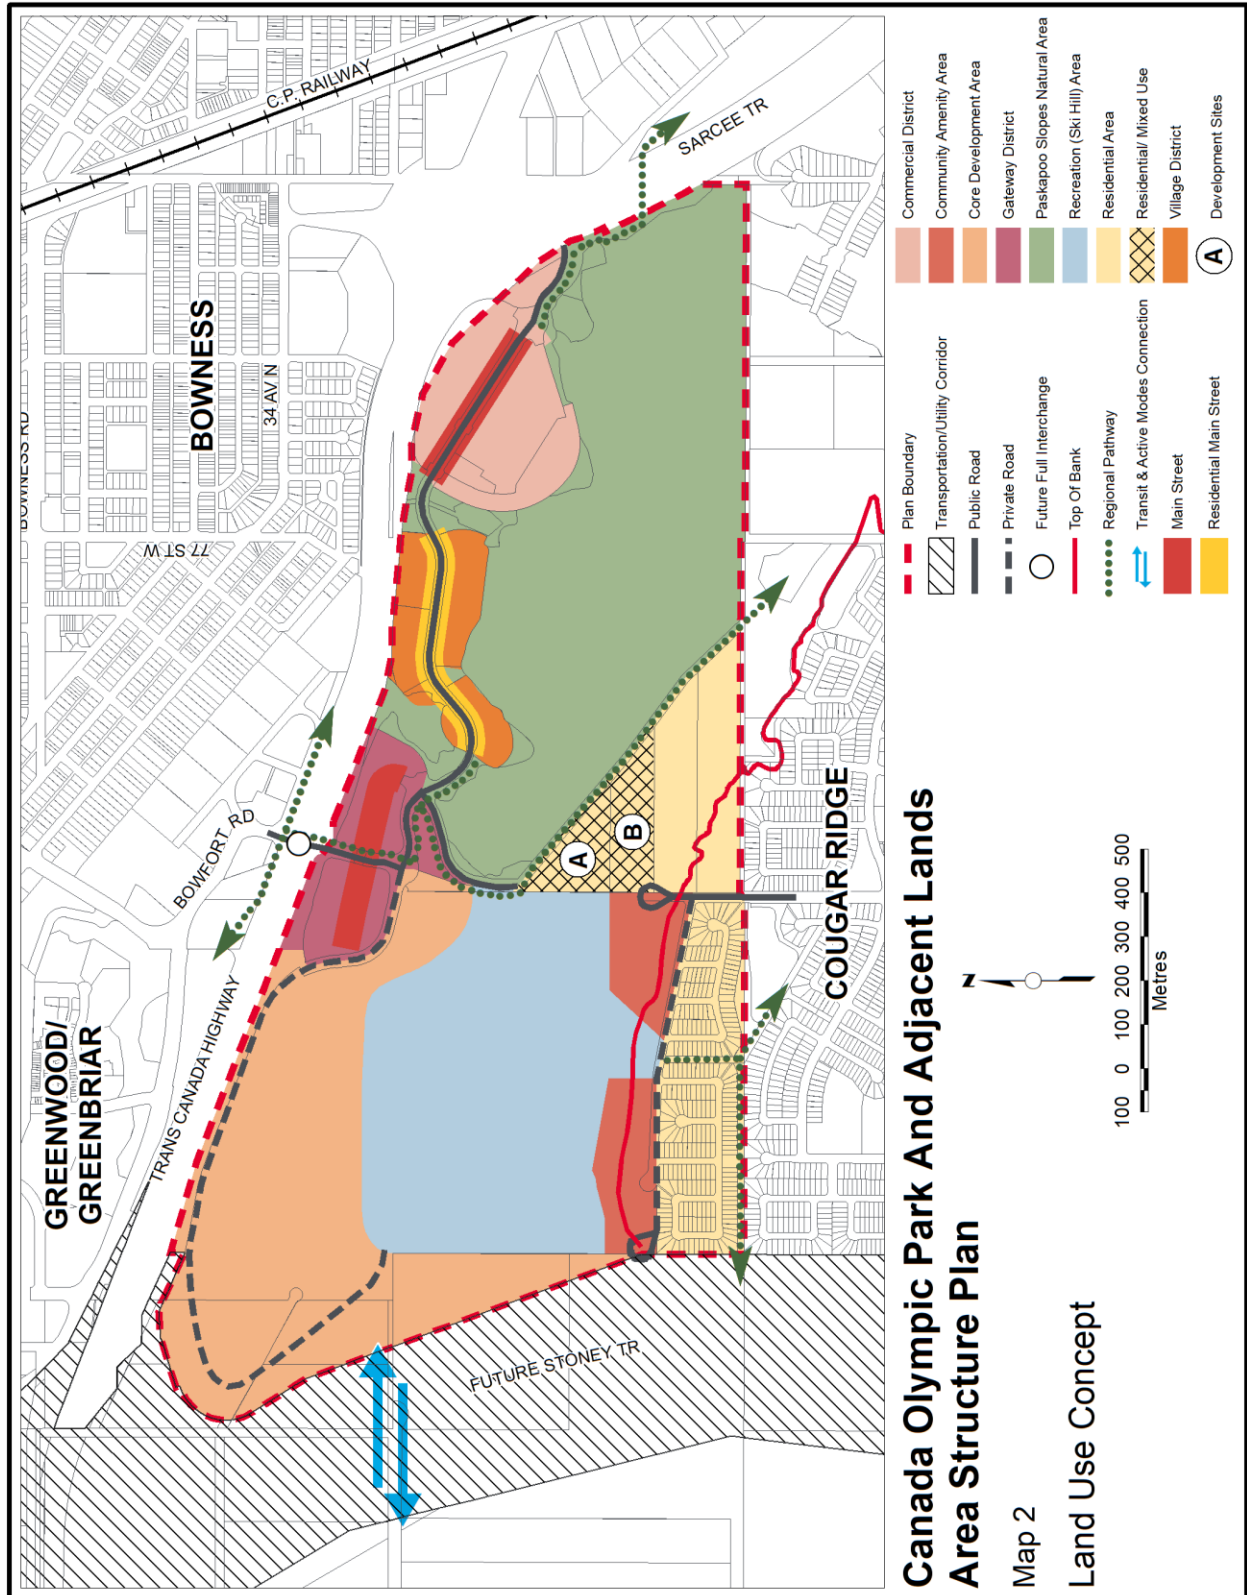 C.P. RAILWAY
SARCEE TR
BOWNESS RD
BOWNESS
34 AV N
77 ST W
BOWFORT RD
GREENWOOD/
GREENBRIAR
TRANS CANADA HIGHWAY
A
B
COUGAR RIDGE
FUTURE STONEY TR
Canada Olympic Park And Adjacent Lands
Area Structure Plan
Map 2
Land Use Concept
N
100 0 100 200 300 400 500
Metres
Plan Boundary
Transportation/Utility Corridor
Public Road
Private Road
Future Full Interchange
Top Of Bank
Regional Pathway
Transit & Active Modes Connection
Main Street
Residential Main Street
Commercial District
Community Amenity Area
Core Development Area
Gateway District
Paskapoo Slopes Natural Area
Recreation (Ski Hill) Area
Residential Area
Residential/ Mixed Use
Village District
A Development Sites